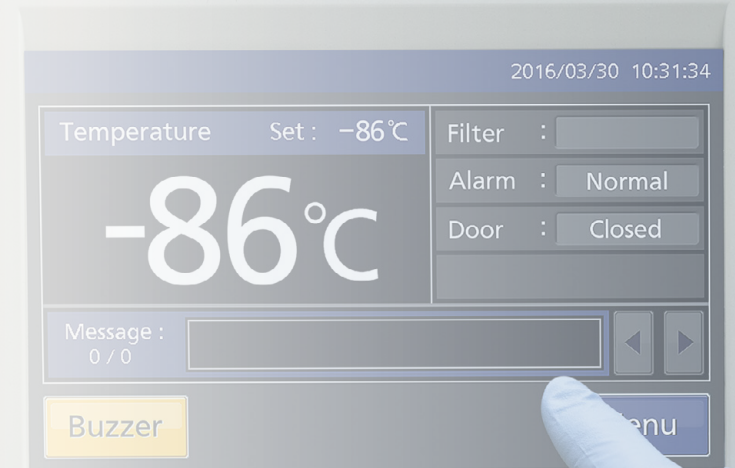 2016/03/30 10:31:34
Temperature Set : −86℃
-86℃
Filter :
Alarm : Normal
Door : Closed
Message :
0 / 0
Buzzer